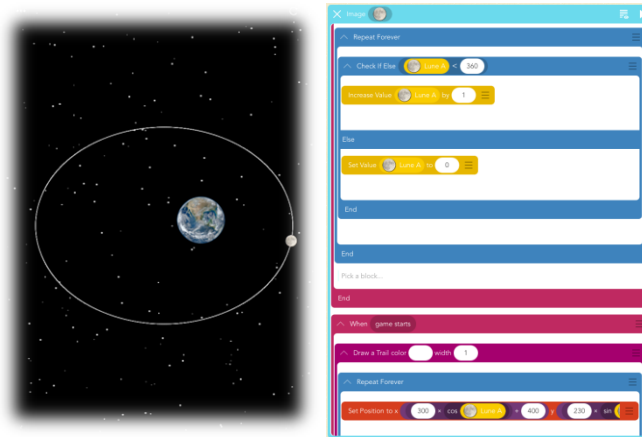 Image
Repeat Forever
Check If Else Lune A < 360
Increase Value Lune A by 1
Else
Set Value Lune A to 0
End
End
Pick a block...
End
When game starts
Draw a Trail color width 1
Repeat Forever
Set Position to x 300 × cos Lune A + 400 y 230 × sin